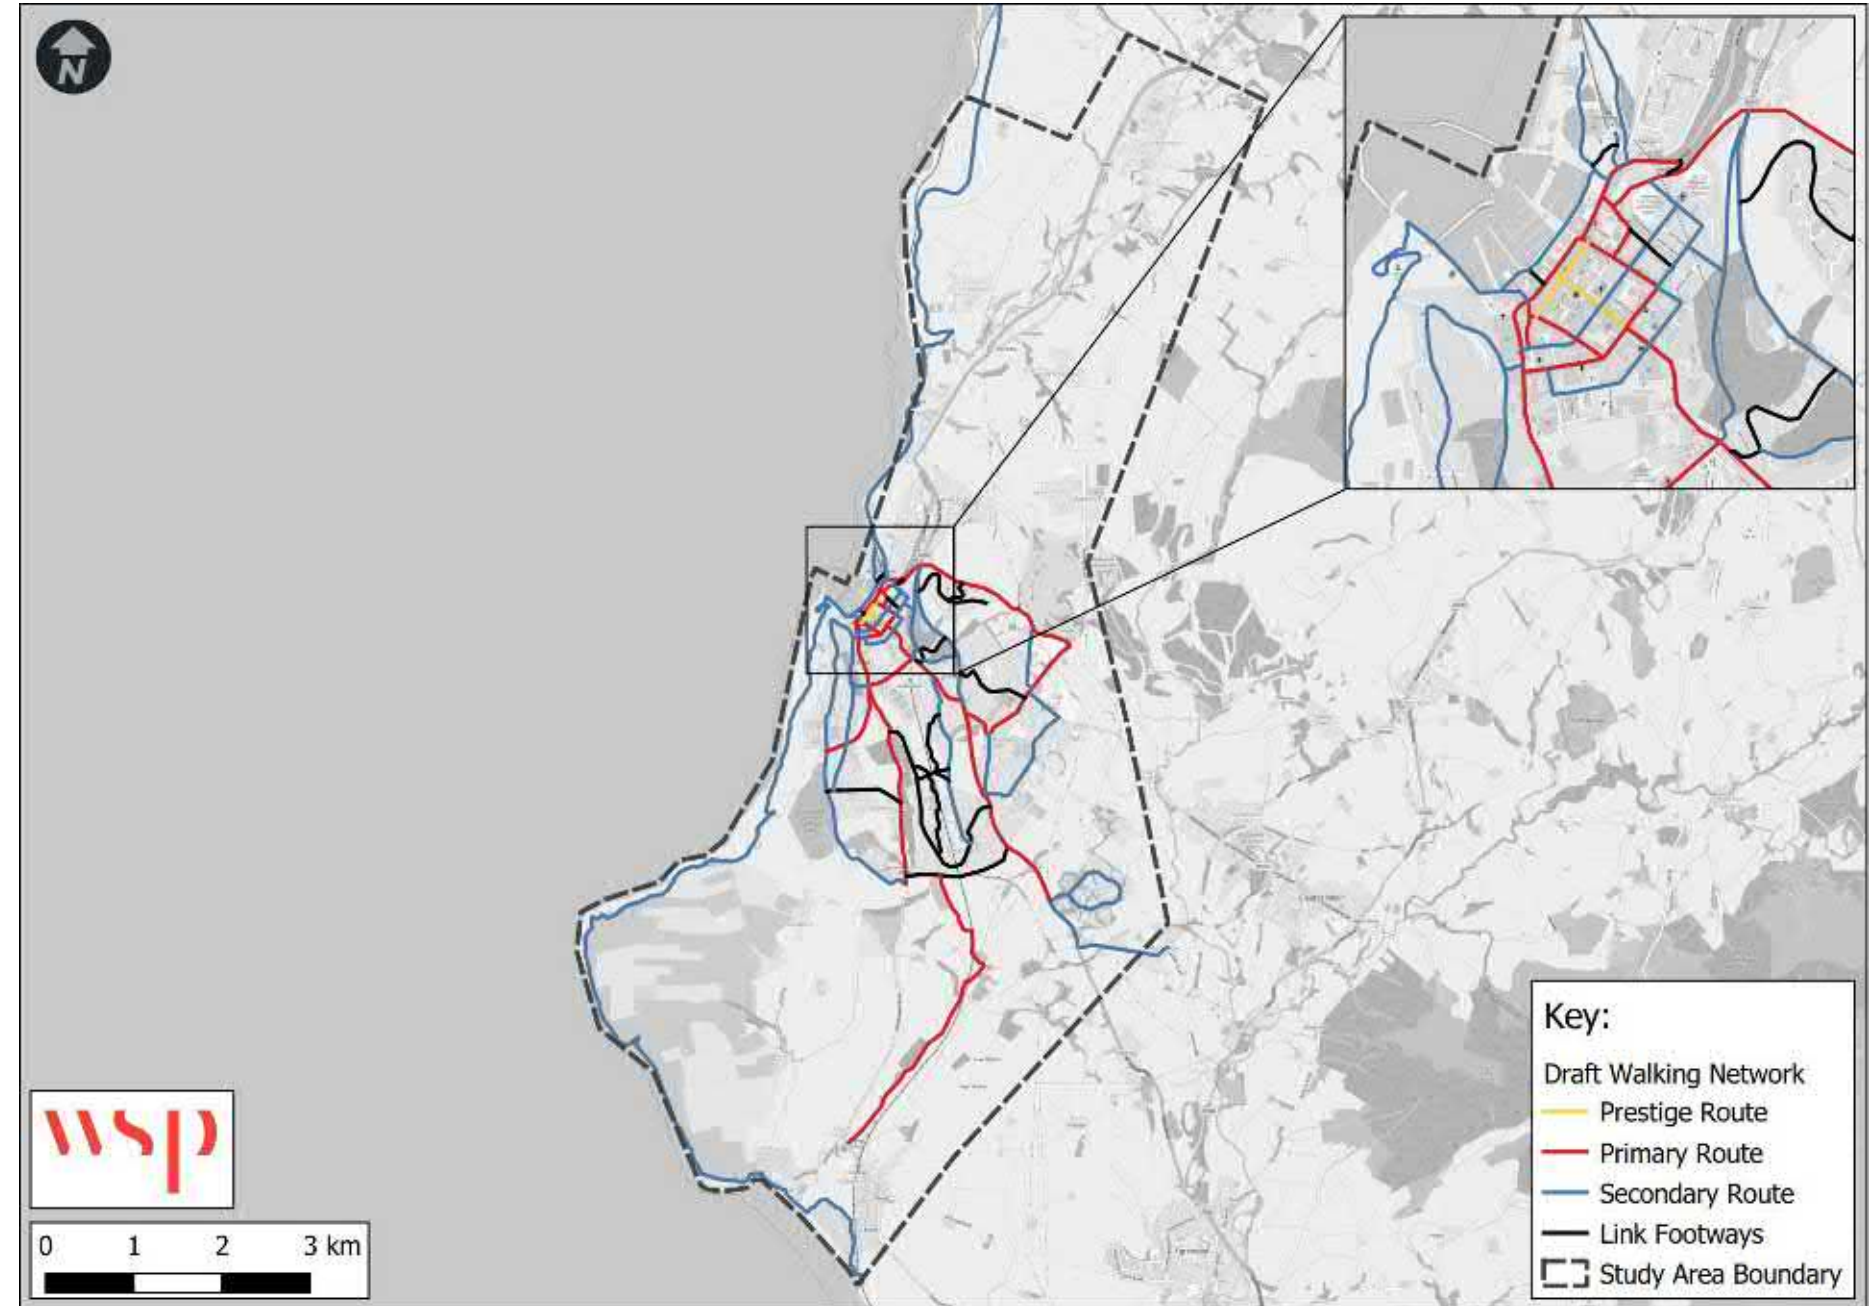 N
wsp
0 1 2 3 km
Key:
Draft Walking Network
Prestige Route
Primary Route
Secondary Route
Link Footways
Study Area Boundary